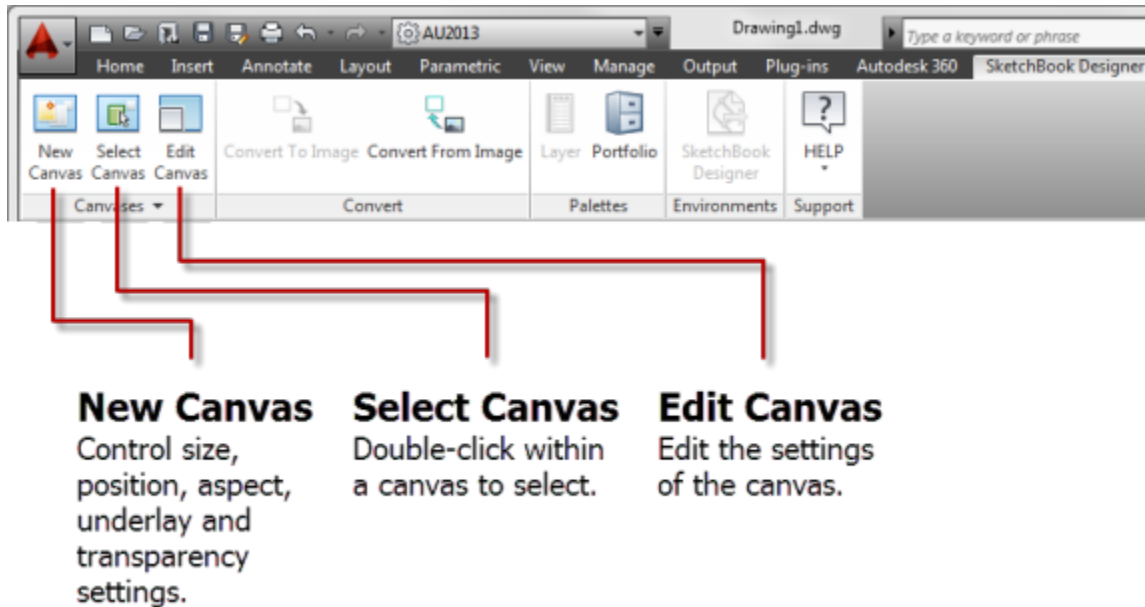 AU2013 Drawing1.dwg Type a keyword or phrase
Home Insert Annotate Layout Parametric View Manage Output Plug-ins Autodesk 360 SketchBook Designer
New Canvas
Select Canvas
Edit Canvas
Convert To Image
Convert From Image
Layer
Portfolio
SketchBook Designer
HELP
Canvases Convert Palettes Environments Support
New Canvas
Control size,
position, aspect,
underlay and
transparency
settings.
Select Canvas
Double-click within
a canvas to select.
Edit Canvas
Edit the settings
of the canvas.